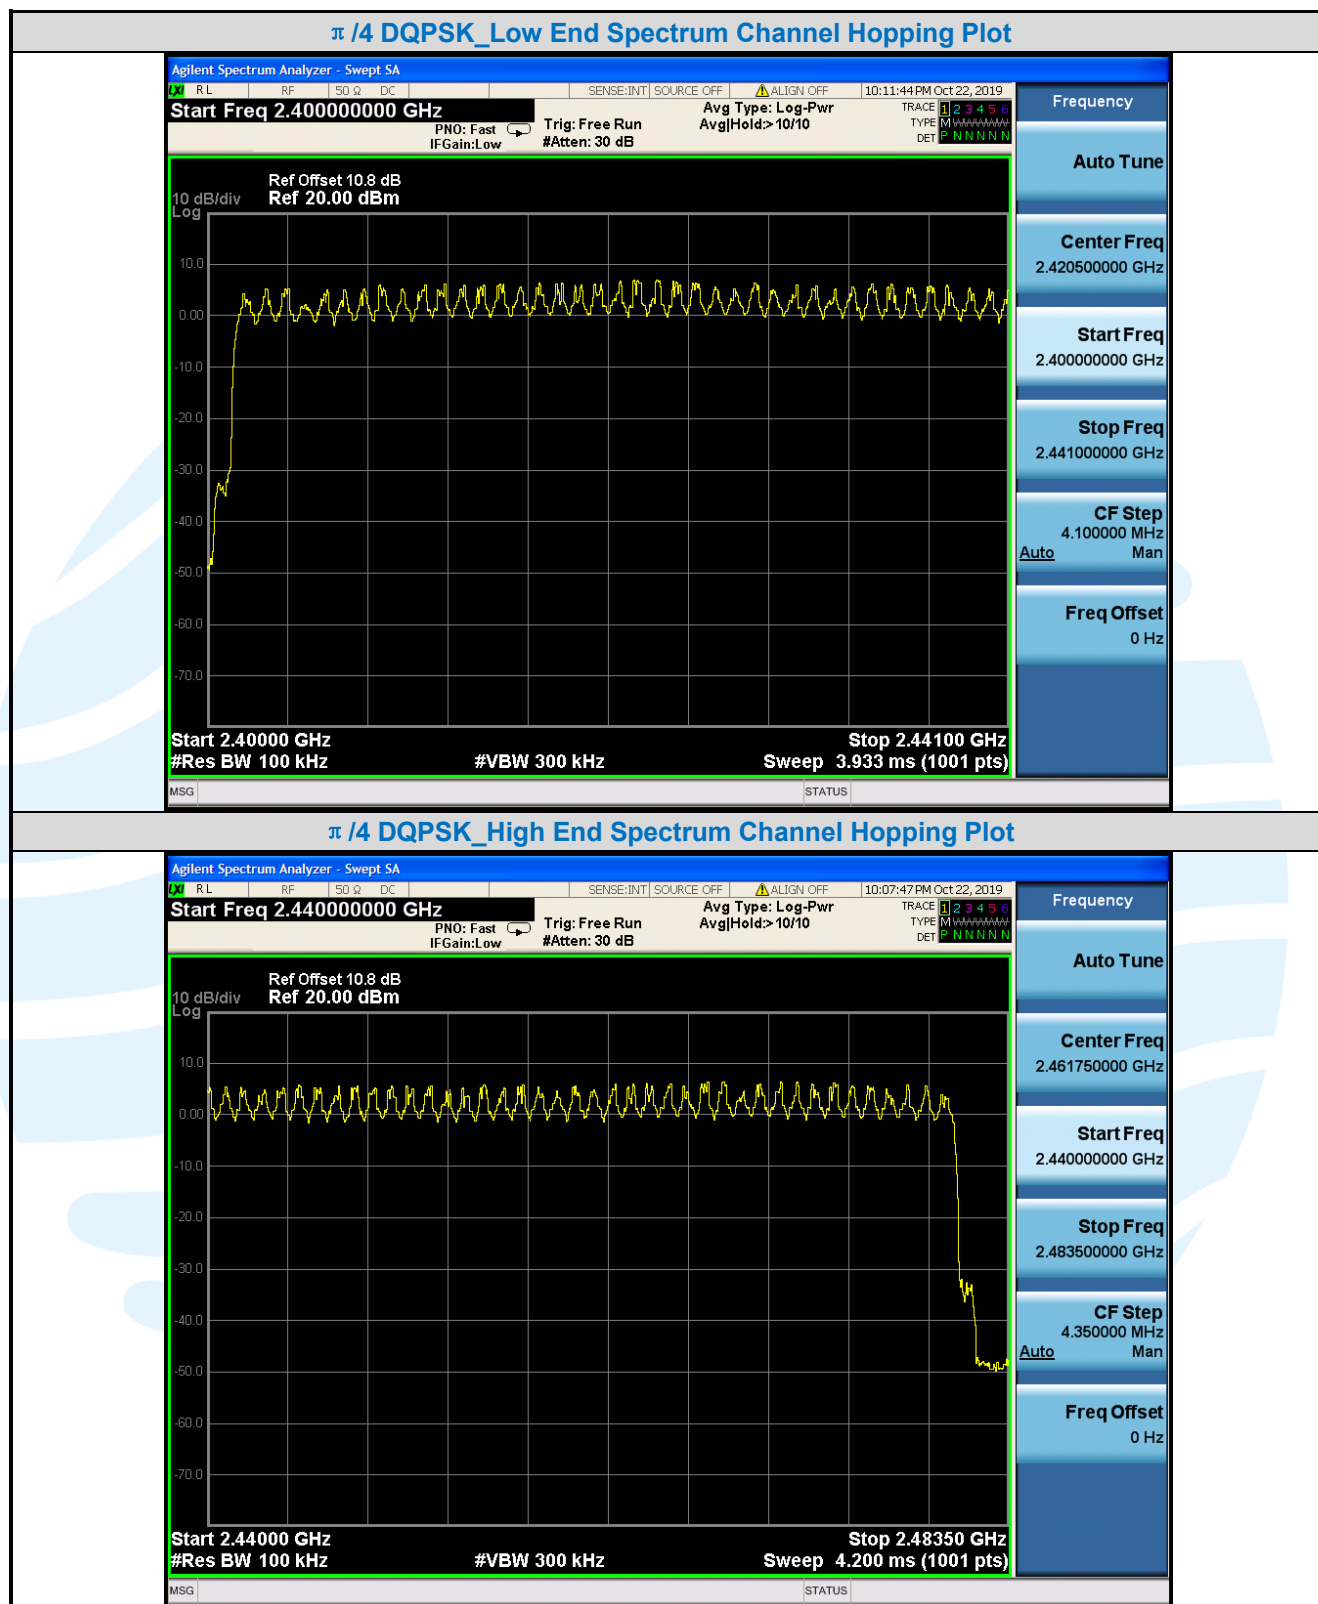 π /4 DQPSK_Low End Spectrum Channel Hopping Plot
Agilent Spectrum Analyzer - Swept SA
LXI RL RF 50 Ω DC SENSE:INT SOURCE OFF ALIGN OFF 10:11:44 PM Oct 22, 2019
Start Freq 2.400000000 GHz
PNO: Fast
IFGain:Low
Trig: Free Run
#Atten: 30 dB
Avg Type: Log-Pwr
Avg|Hold:> 10/10
TRACE 1 2 3 4 5 6
TYPE M WWWWW
DET P N N N N N
Ref Offset 10.8 dB
10 dB/div Ref 20.00 dBm
Log
10.0
0.00
-10.0
-20.0
-30.0
-40.0
-50.0
-60.0
-70.0
Start 2.40000 GHz Stop 2.44100 GHz
#Res BW 100 kHz #VBW 300 kHz Sweep 3.933 ms (1001 pts)
MSG STATUS
Frequency
Auto Tune
Center Freq
2.420500000 GHz
Start Freq
2.400000000 GHz
Stop Freq
2.441000000 GHz
CF Step
4.100000 MHz
Auto Man
Freq Offset
0 Hz
π /4 DQPSK_High End Spectrum Channel Hopping Plot
Agilent Spectrum Analyzer - Swept SA
LXI RL RF 50 Ω DC SENSE:INT SOURCE OFF ALIGN OFF 10:07:47 PM Oct 22, 2019
Start Freq 2.440000000 GHz
PNO: Fast
IFGain:Low
Trig: Free Run
#Atten: 30 dB
Avg Type: Log-Pwr
Avg|Hold:> 10/10
TRACE 1 2 3 4 5 6
TYPE M WWWWW
DET P N N N N N
Ref Offset 10.8 dB
10 dB/div Ref 20.00 dBm
Log
10.0
0.00
-10.0
-20.0
-30.0
-40.0
-50.0
-60.0
-70.0
Start 2.44000 GHz Stop 2.48350 GHz
#Res BW 100 kHz #VBW 300 kHz Sweep 4.200 ms (1001 pts)
MSG STATUS
Frequency
Auto Tune
Center Freq
2.461750000 GHz
Start Freq
2.440000000 GHz
Stop Freq
2.483500000 GHz
CF Step
4.350000 MHz
Auto Man
Freq Offset
0 Hz